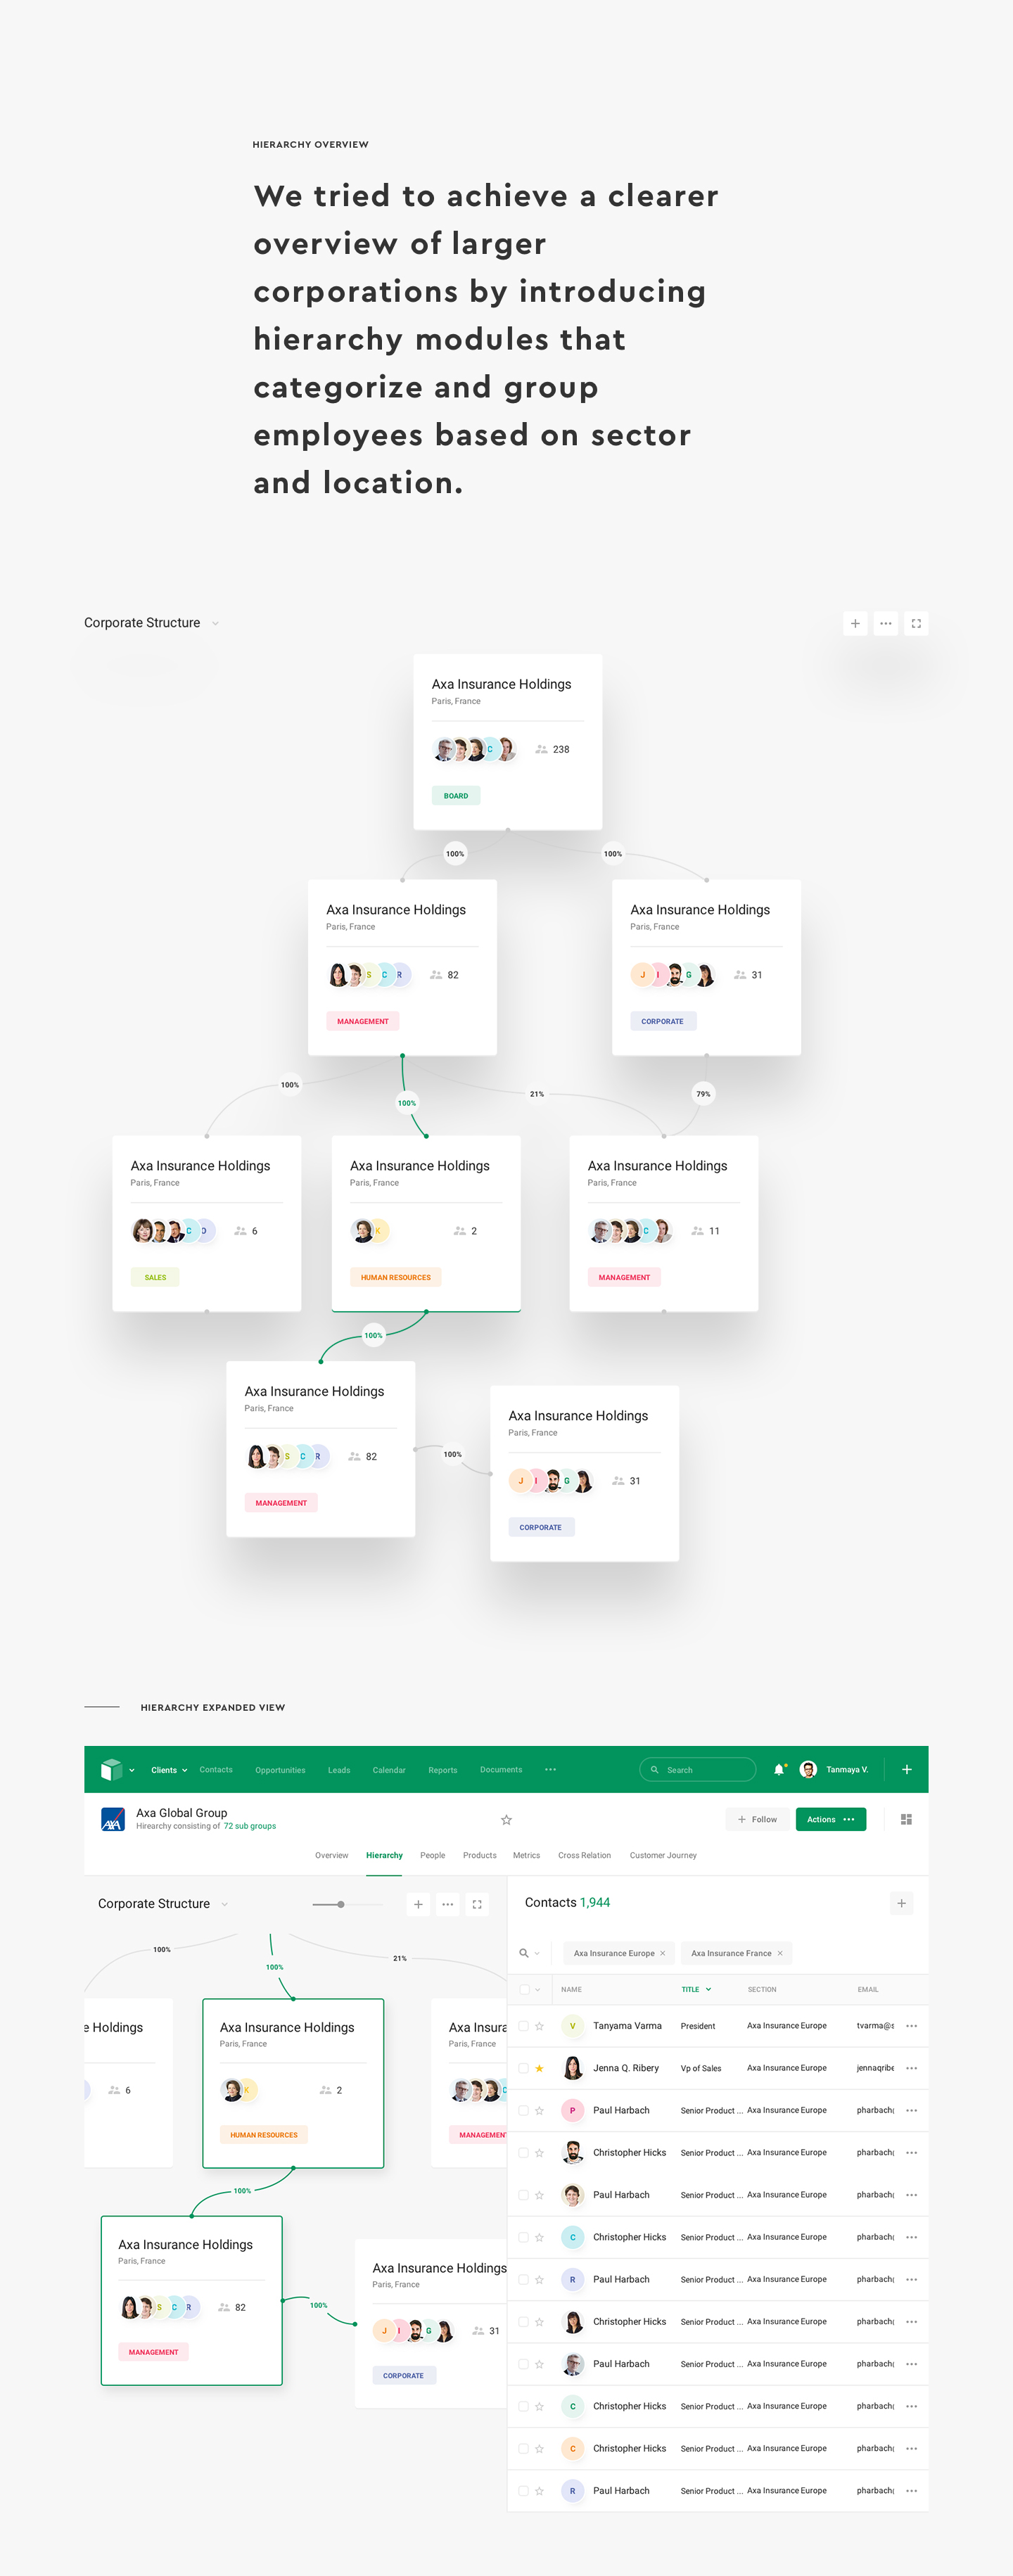 HIERARCHY OVERVIEW
We tried to achieve a clearer
overview of larger
corporations by introducing
hierarchy modules that
categorize and group
employees based on sector
and location.
Corporate Structure
Axa Insurance Holdings
Paris, France
C
238
BOARD
100%
100%
Axa Insurance Holdings
Paris, France
S C R
82
MANAGEMENT
Axa Insurance Holdings
Paris, France
J I G
31
CORPORATE
100%
100%
21%
79%
Axa Insurance Holdings
Paris, France
C O
6
SALES
Axa Insurance Holdings
Paris, France
K
2
HUMAN RESOURCES
Axa Insurance Holdings
Paris, France
C
11
MANAGEMENT
100%
Axa Insurance Holdings
Paris, France
S C R
82
MANAGEMENT
100%
Axa Insurance Holdings
Paris, France
J I G
31
CORPORATE
HIERARCHY EXPANDED VIEW
Clients Contacts Opportunities Leads Calendar Reports Documents Search Tanmaya V.
AXA
Axa Global Group
Hirearchy consisting of 72 sub groups
Follow Actions
Overview Hierarchy People Products Metrics Cross Relation Customer Journey
Corporate Structure
100%
100%
21%
e Holdings
6
Axa Insurance Holdings
Paris, France
K
2
HUMAN RESOURCES
Axa Insura
Paris, France
C
MANAGEMENT
100%
Axa Insurance Holdings
Paris, France
S C R
82
MANAGEMENT
100%
Axa Insurance Holdings
Paris, France
J I G
31
CORPORATE
Contacts 1,944
Axa Insurance Europe Axa Insurance France
NAME TITLE SECTION EMAIL
V Tanyama Varma President Axa Insurance Europe tvarma@s
Jenna Q. Ribery Vp of Sales Axa Insurance Europe jennaqribe
P Paul Harbach Senior Product ... Axa Insurance Europe pharbach
Christopher Hicks Senior Product ... Axa Insurance Europe pharbach
Paul Harbach Senior Product ... Axa Insurance Europe pharbach
C Christopher Hicks Senior Product ... Axa Insurance Europe pharbach
R Paul Harbach Senior Product ... Axa Insurance Europe pharbach
Christopher Hicks Senior Product ... Axa Insurance Europe pharbach
Paul Harbach Senior Product ... Axa Insurance Europe pharbach
C Christopher Hicks Senior Product ... Axa Insurance Europe pharbach
C Christopher Hicks Senior Product ... Axa Insurance Europe pharbach
R Paul Harbach Senior Product ... Axa Insurance Europe pharbach